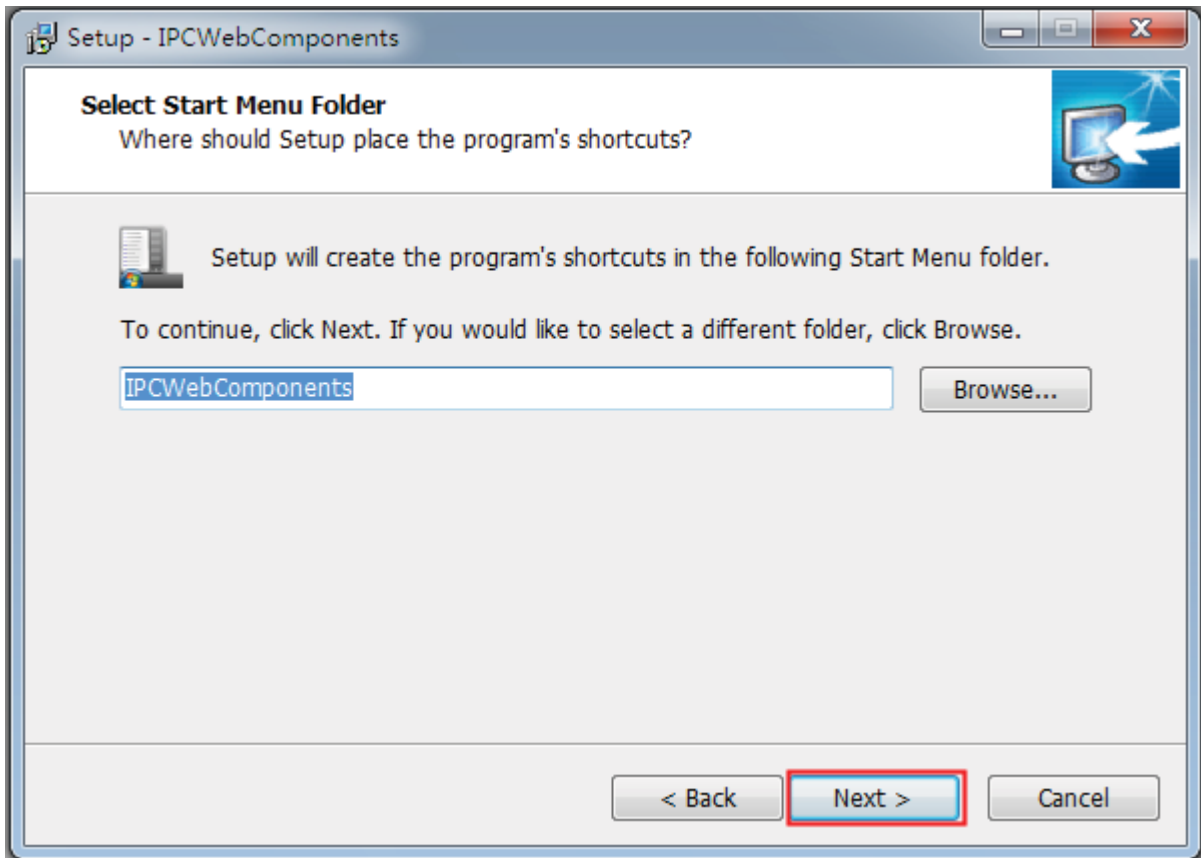 Setup - IPCWebComponents
Select Start Menu Folder
Where should Setup place the program's shortcuts?
Setup will create the program's shortcuts in the following Start Menu folder.
To continue, click Next. If you would like to select a different folder, click Browse.
IPCWebComponents
Browse...
< Back
Next >
Cancel